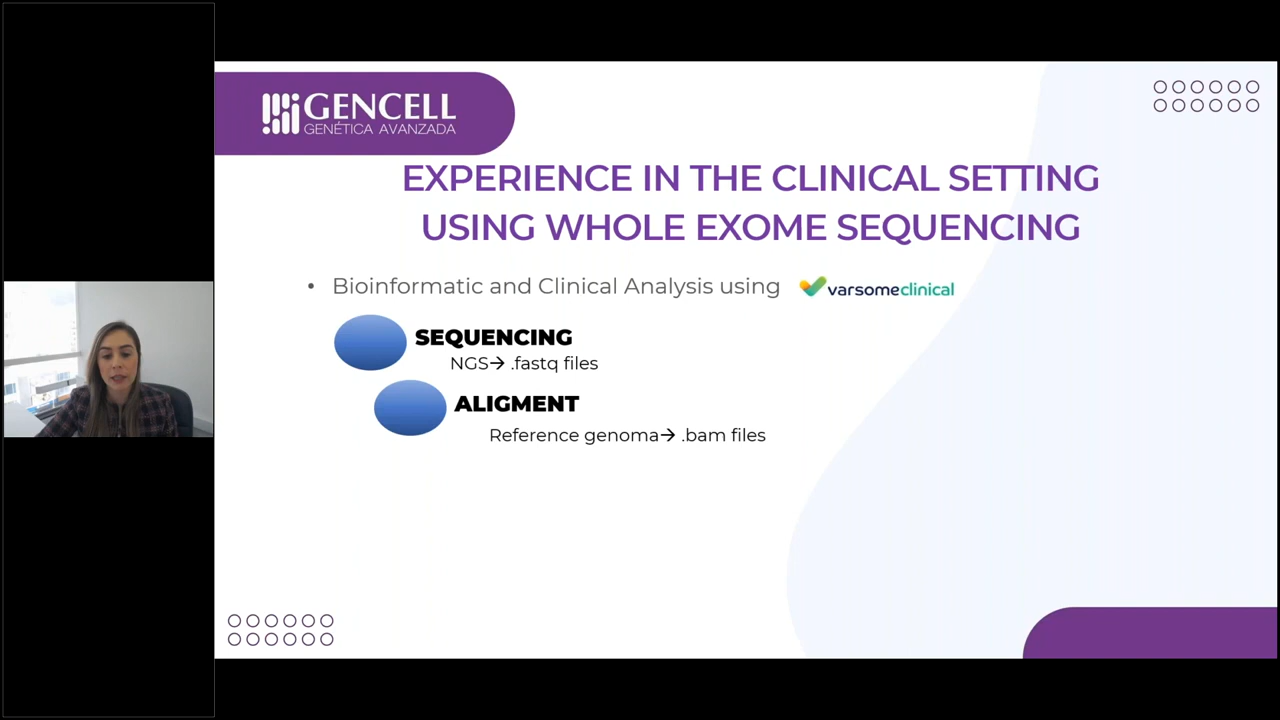 GENCELL
GENÉTICA AVANZADA
EXPERIENCE IN THE CLINICAL SETTING
USING WHOLE EXOME SEQUENCING
• Bioinformatic and Clinical Analysis using varsomeclinical
SEQUENCING
NGS→ .fastq files
ALIGMENT
Reference genoma→ .bam files